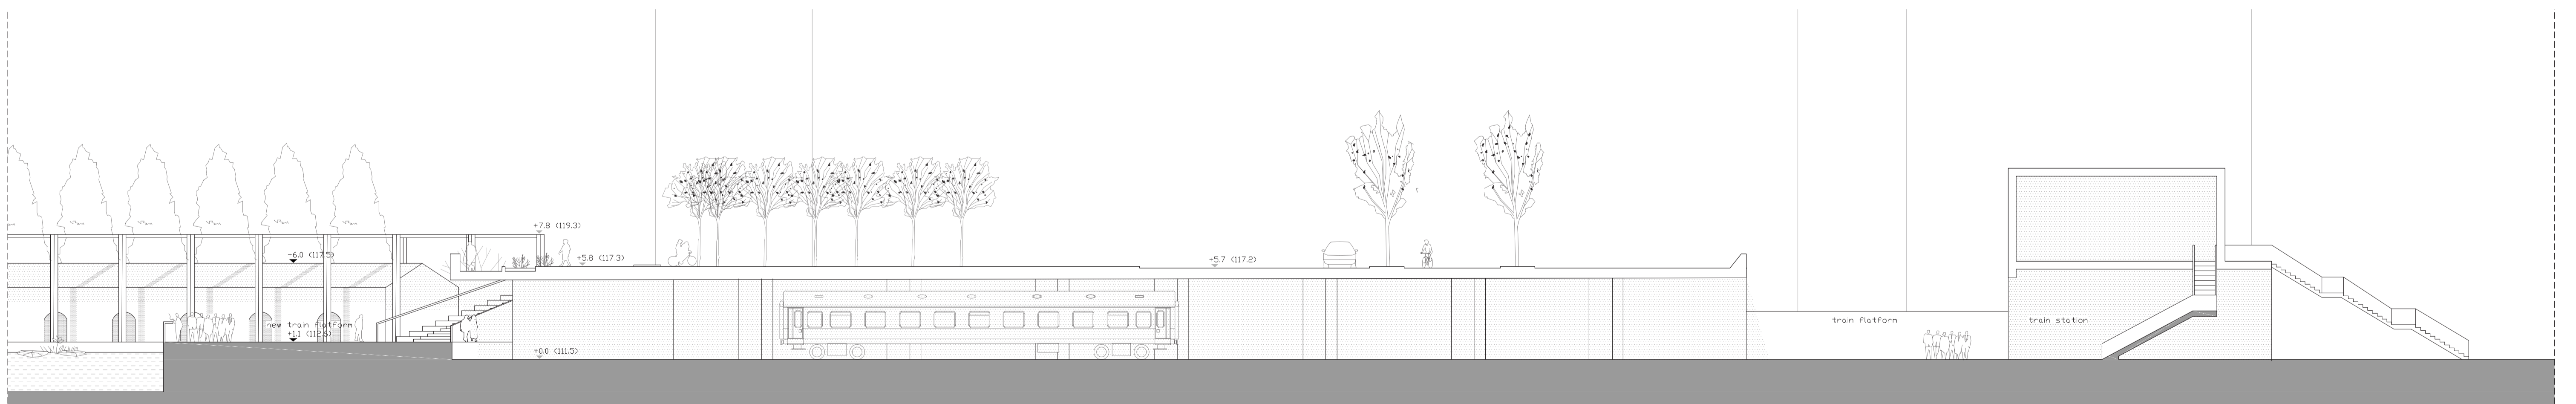 +7.8 (119.3)
+6.0 (117.5)
+5.8 (117.3)
+5.7 (117.2)
new train flatform
+1.1 (112.6)
+0.0 (111.5)
train flatform
train station